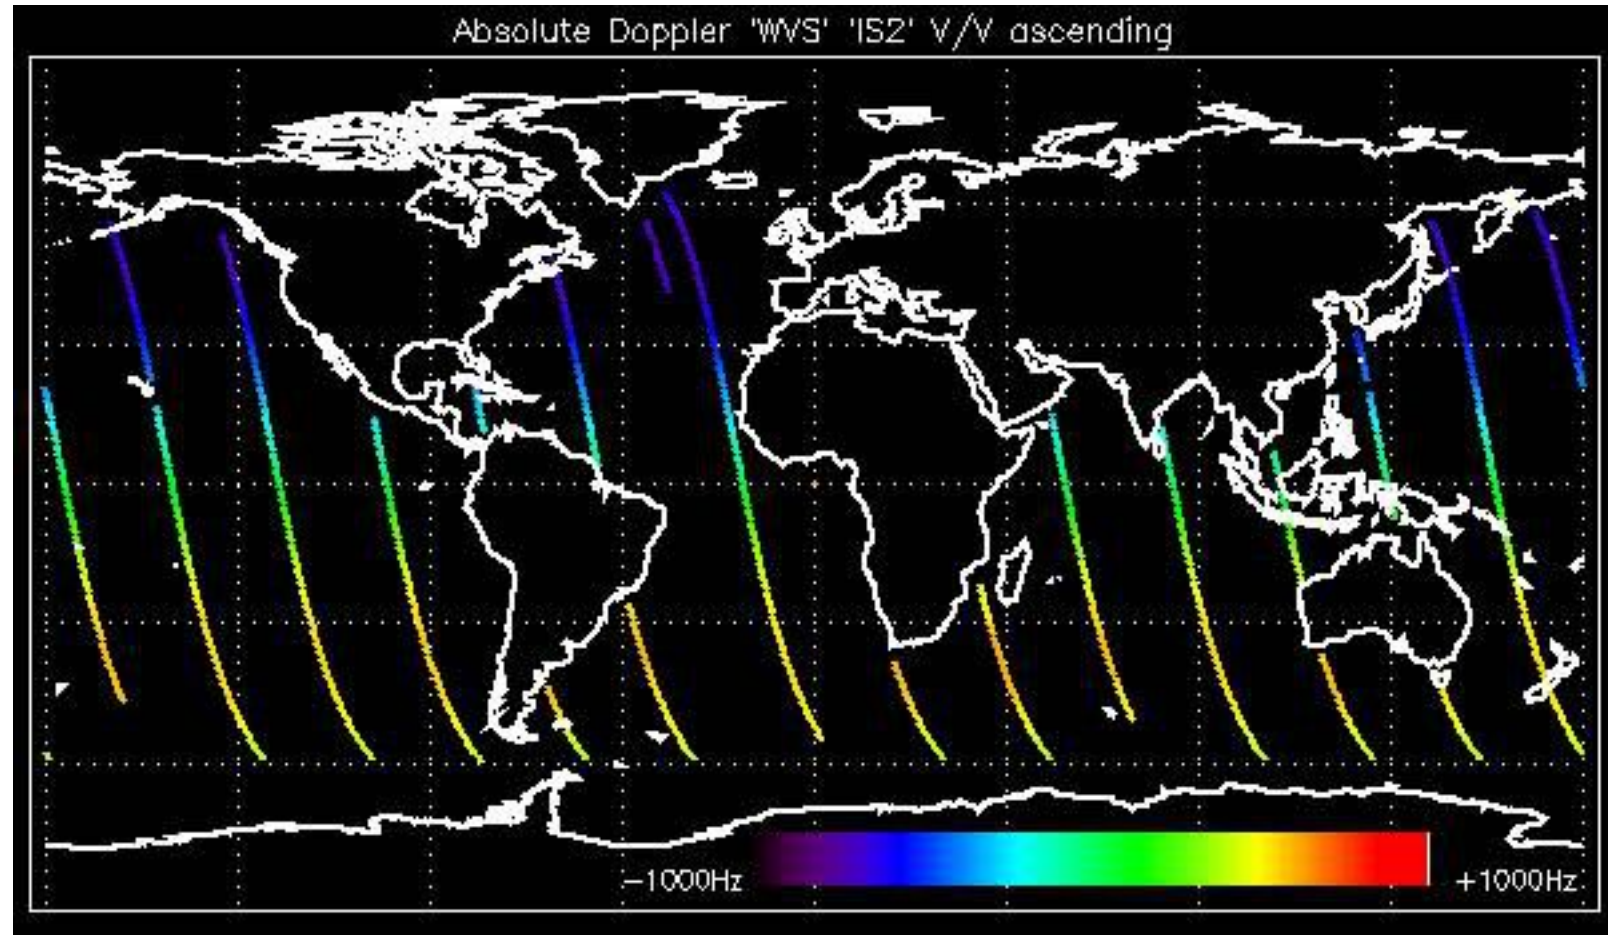 Absolute Doppler 'WVS' 'IS2' V/V ascending
−1000Hz
+1000Hz